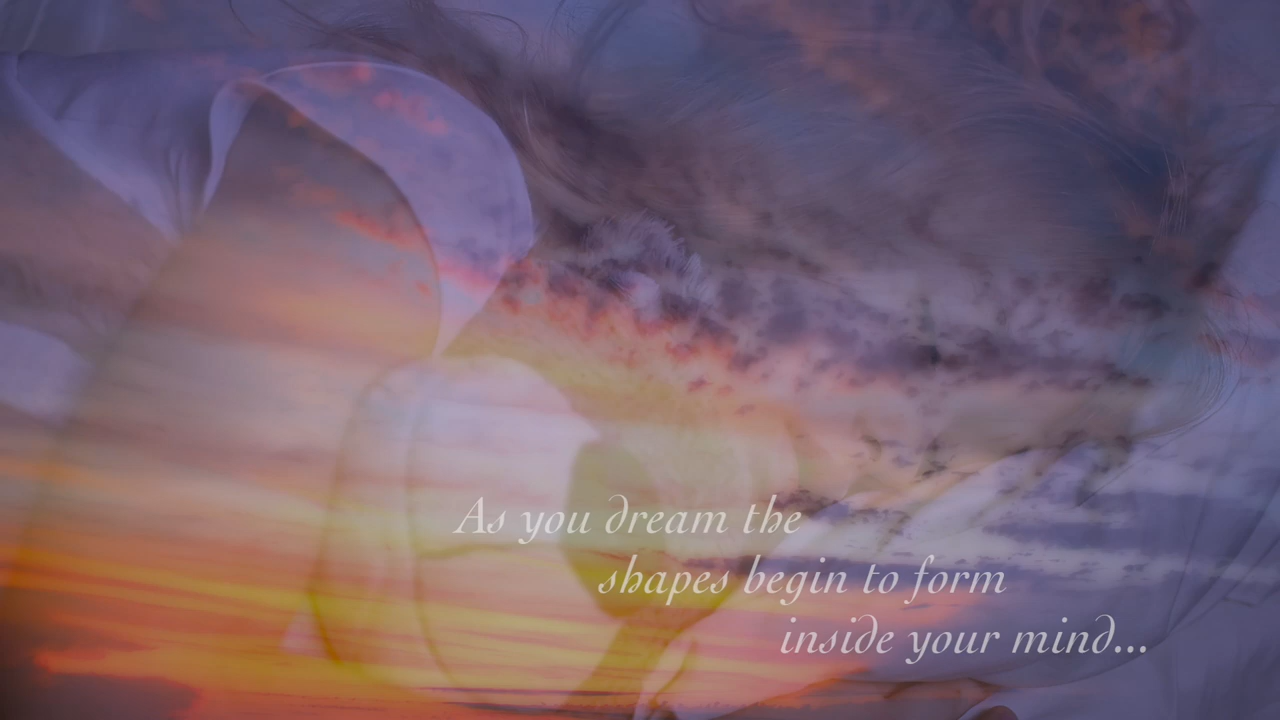 As you dream the
shapes begin to form
inside your mind...